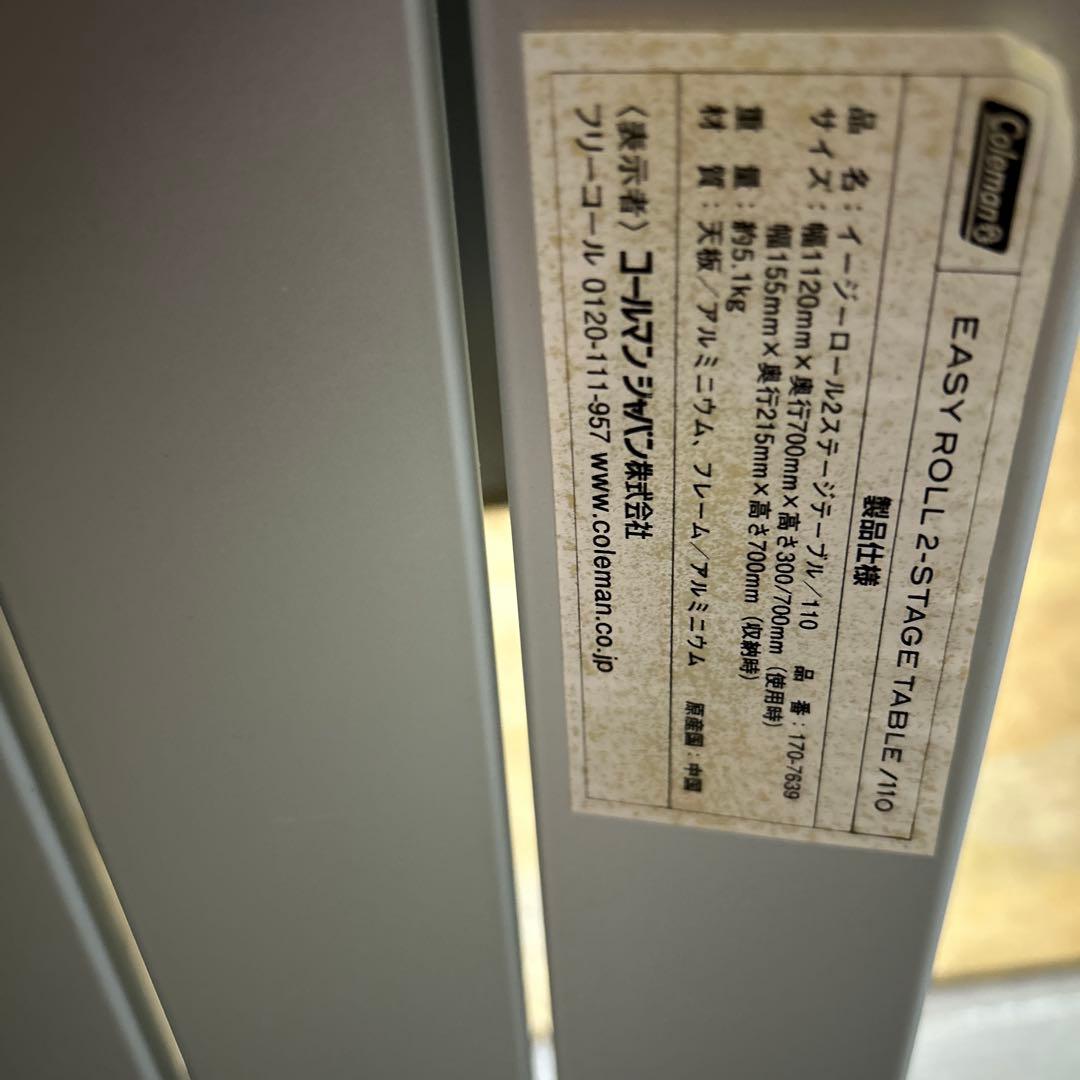 Coleman®
EASY ROLL 2-STAGE TABLE /110
製品仕様
品 名：イージーロール2ステージテーブル／110 品 番：170-7639
サイズ：幅1120mm×奥行700mm×高さ300/700mm（使用時）
幅155mm×奥行215mm×高さ700mm（収納時）
重 量：約5.1kg
材 質：天板／アルミニウム、フレーム／アルミニウム 原産国：中国
〈表示者〉コールマン ジャパン株式会社
フリーコール 0120-111-957 www.coleman.co.jp